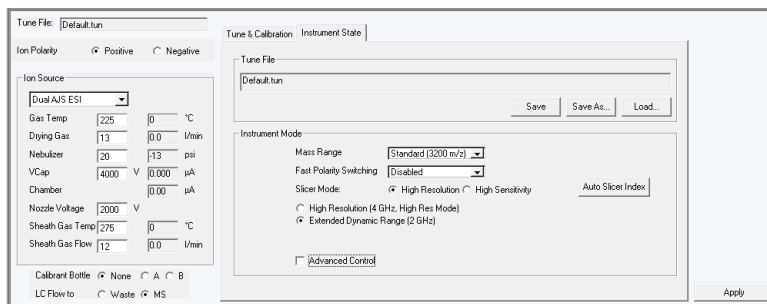 Tune File: Default.tun
Ion Polarity Positive Negative
Ion Source
Dual AJS ESI
Gas Temp 225 0 °C
Drying Gas 13 0.0 l/min
Nebulizer 20 -13 psi
VCap 4000 V 0.000 µA
Chamber 0.00 µA
Nozzle Voltage 2000 V
Sheath Gas Temp 275 0 °C
Sheath Gas Flow 12 0.0 l/min
Calibrant Bottle None A B
LC Flow to Waste MS
Tune & Calibration Instrument State
Tune File
Default.tun
Save Save As... Load...
Instrument Mode
Mass Range Standard (3200 m/z)
Fast Polarity Switching Disabled
Slicer Mode: High Resolution High Sensitivity Auto Slicer Index
High Resolution (4 GHz, High Res Mode)
Extended Dynamic Range (2 GHz)
Advanced Control
Apply